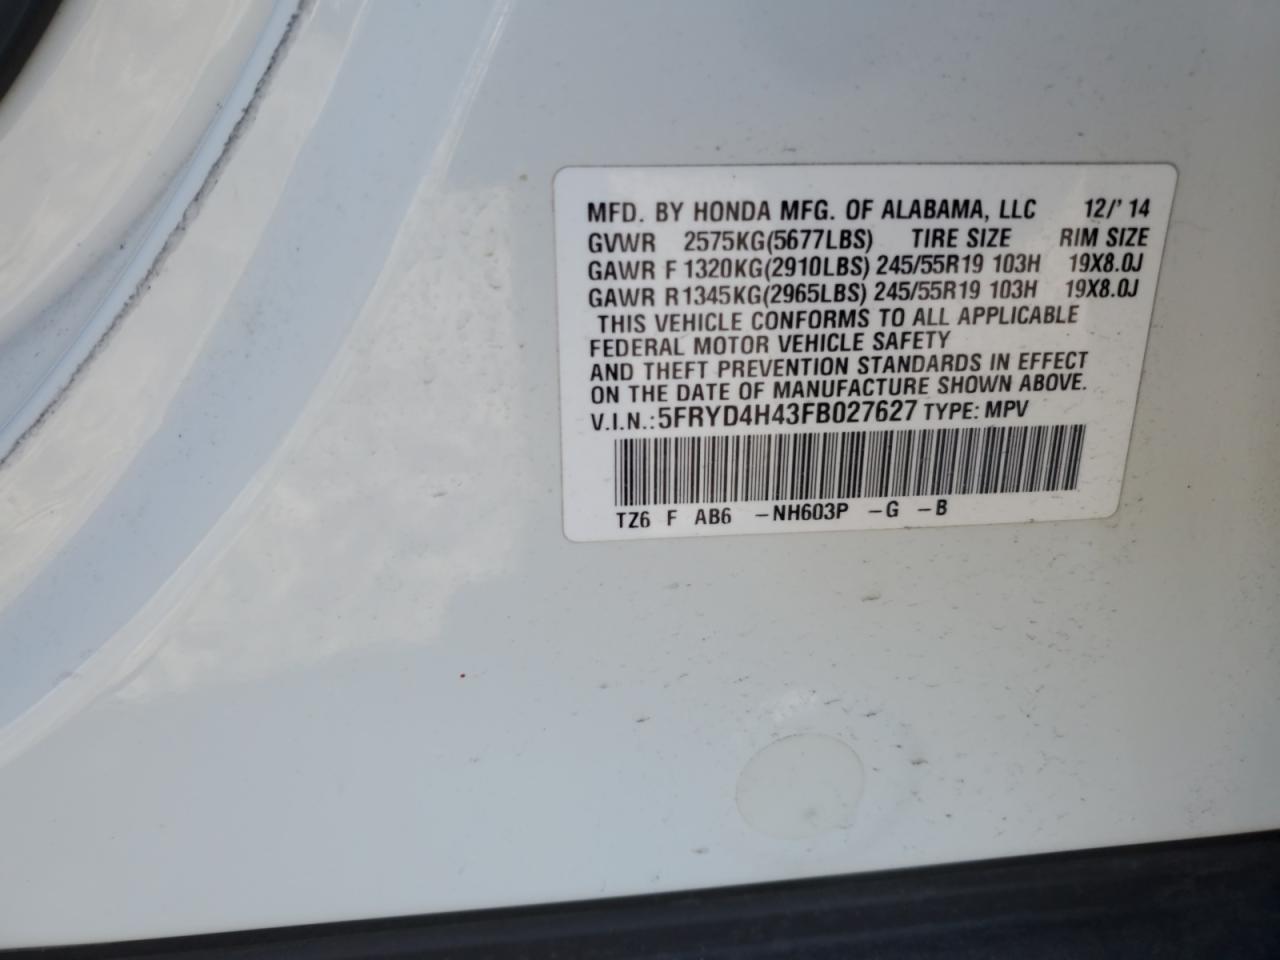 MFD. BY HONDA MFG. OF ALABAMA, LLC 12/' 14
GVWR 2575KG(5677LBS) TIRE SIZE RIM SIZE
GAWR F 1320KG(2910LBS) 245/55R19 103H 19X8.0J
GAWR R1345KG(2965LBS) 245/55R19 103H 19X8.0J
THIS VEHICLE CONFORMS TO ALL APPLICABLE
FEDERAL MOTOR VEHICLE SAFETY
AND THEFT PREVENTION STANDARDS IN EFFECT
ON THE DATE OF MANUFACTURE SHOWN ABOVE.
V.I.N.:5FRYD4H43FB027627 TYPE: MPV
TZ6 F AB6 -NH603P -G -B